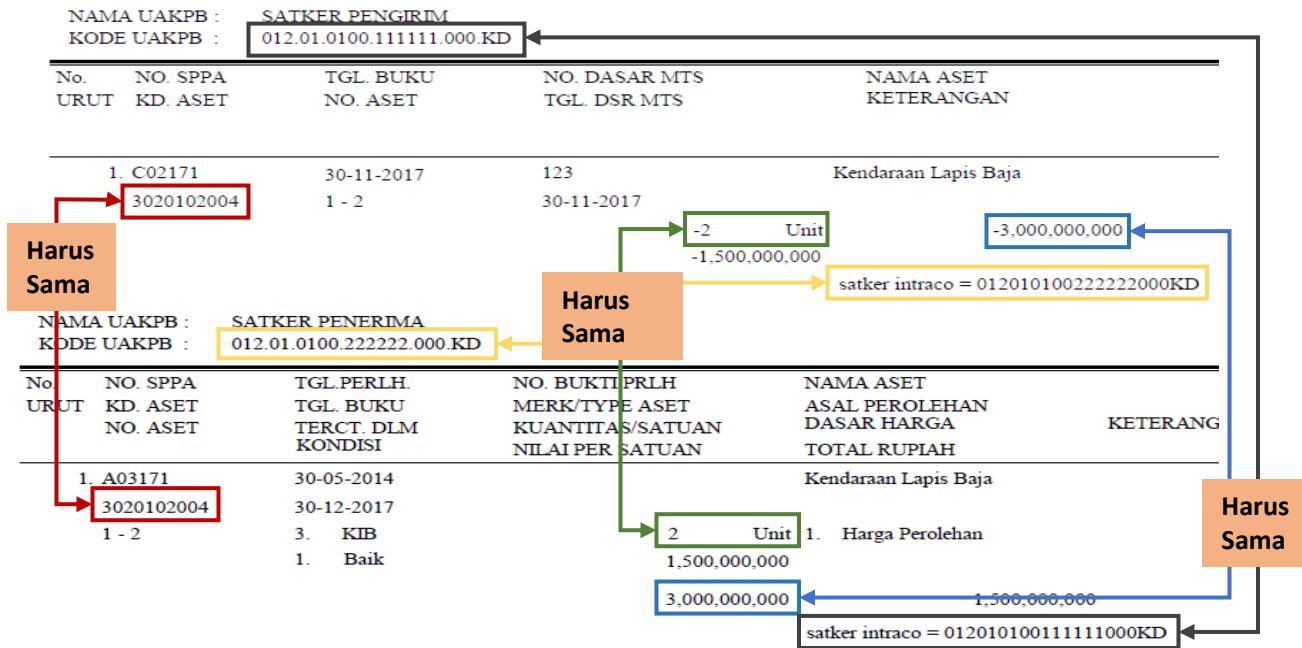 NAMA UAKPB : SATKER PENGIRIM
KODE UAKPB : 012.01.0100.111111.000.KD
No. NO. SPPA TGL. BUKU NO. DASAR MTS NAMA ASET
URUT KD. ASET NO. ASET TGL. DSR MTS KETERANGAN
1. C02171 30-11-2017 123 Kendaraan Lapis Baja
3020102004 1 - 2 30-11-2017
-2 Unit -3,000,000,000
-1,500,000,000
satker intraco = 012010100222222000KD
Harus
Sama
Harus
Sama
NAMA UAKPB : SATKER PENERIMA
KODE UAKPB : 012.01.0100.222222.000.KD
No. NO. SPPA TGL.PERLH. NO. BUKTI PRLH NAMA ASET
URUT KD. ASET TGL. BUKU MERK/TYPE ASET ASAL PEROLEHAN
NO. ASET TERCT. DLM KUANTITAS/SATUAN DASAR HARGA KETERANG
KONDISI NILAI PER SATUAN TOTAL RUPIAH
1. A03171 30-05-2014 Kendaraan Lapis Baja
3020102004 30-12-2017
1 - 2 3. KIB 2 Unit 1. Harga Perolehan
1. Baik 1,500,000,000
3,000,000,000 1,500,000,000
satker intraco = 012010100111111000KD
Harus
Sama